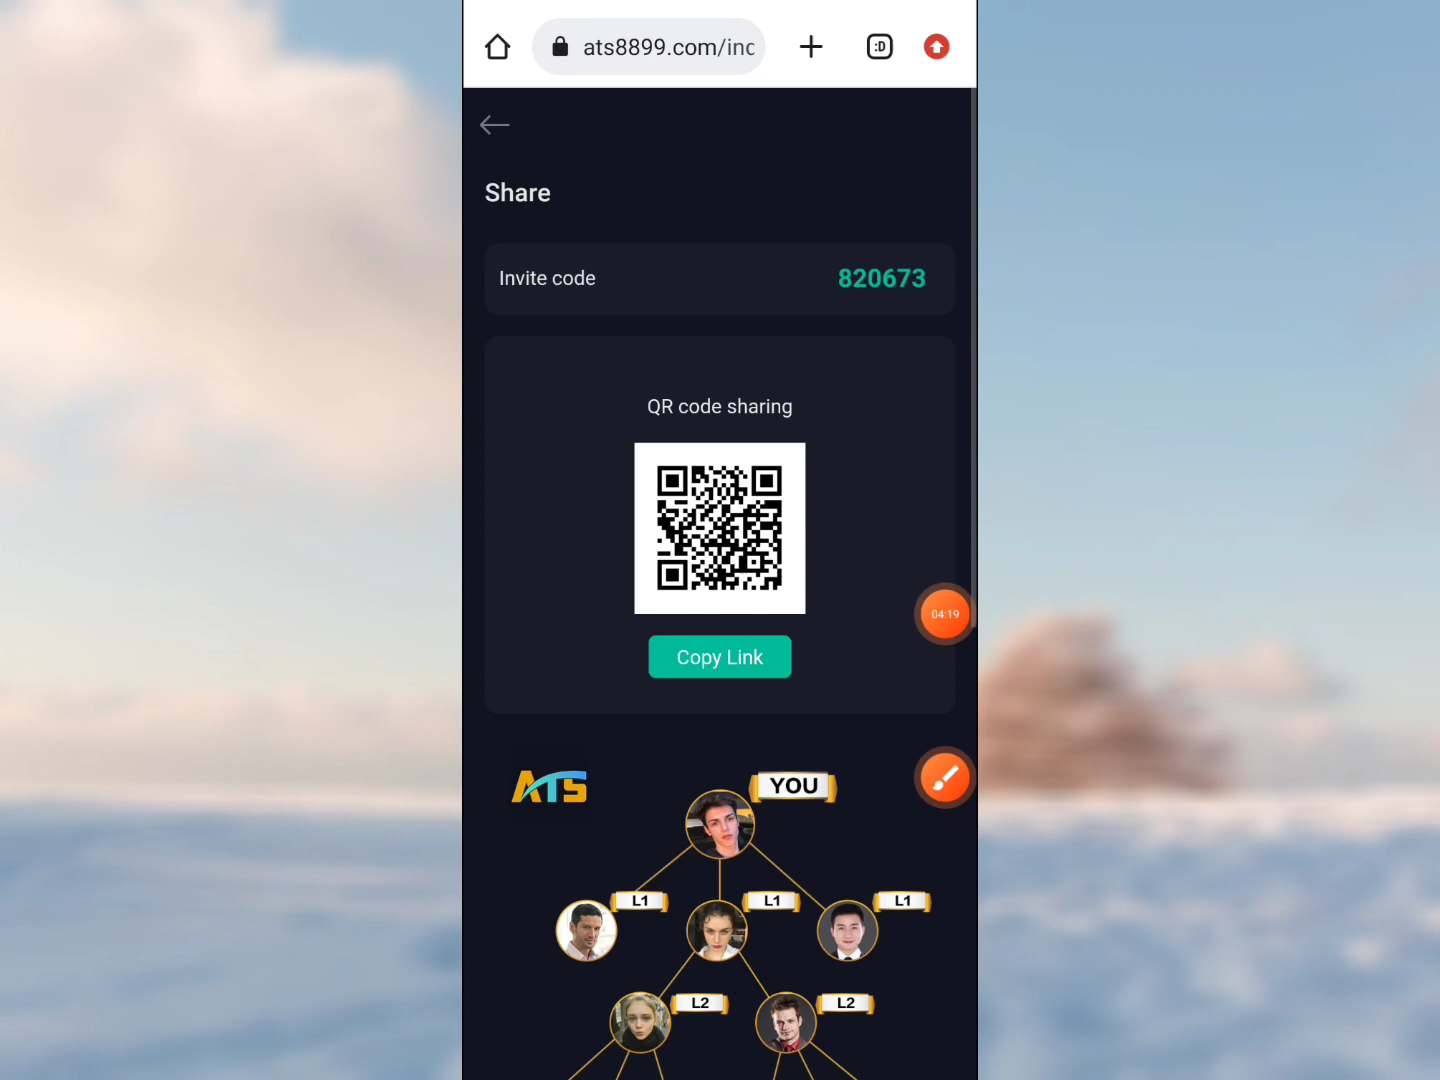 ats8899.com/inc
:D
Share
Invite code
820673
QR code sharing
04:19
Copy Link
ATS
YOU
L1
L1
L1
L2
L2